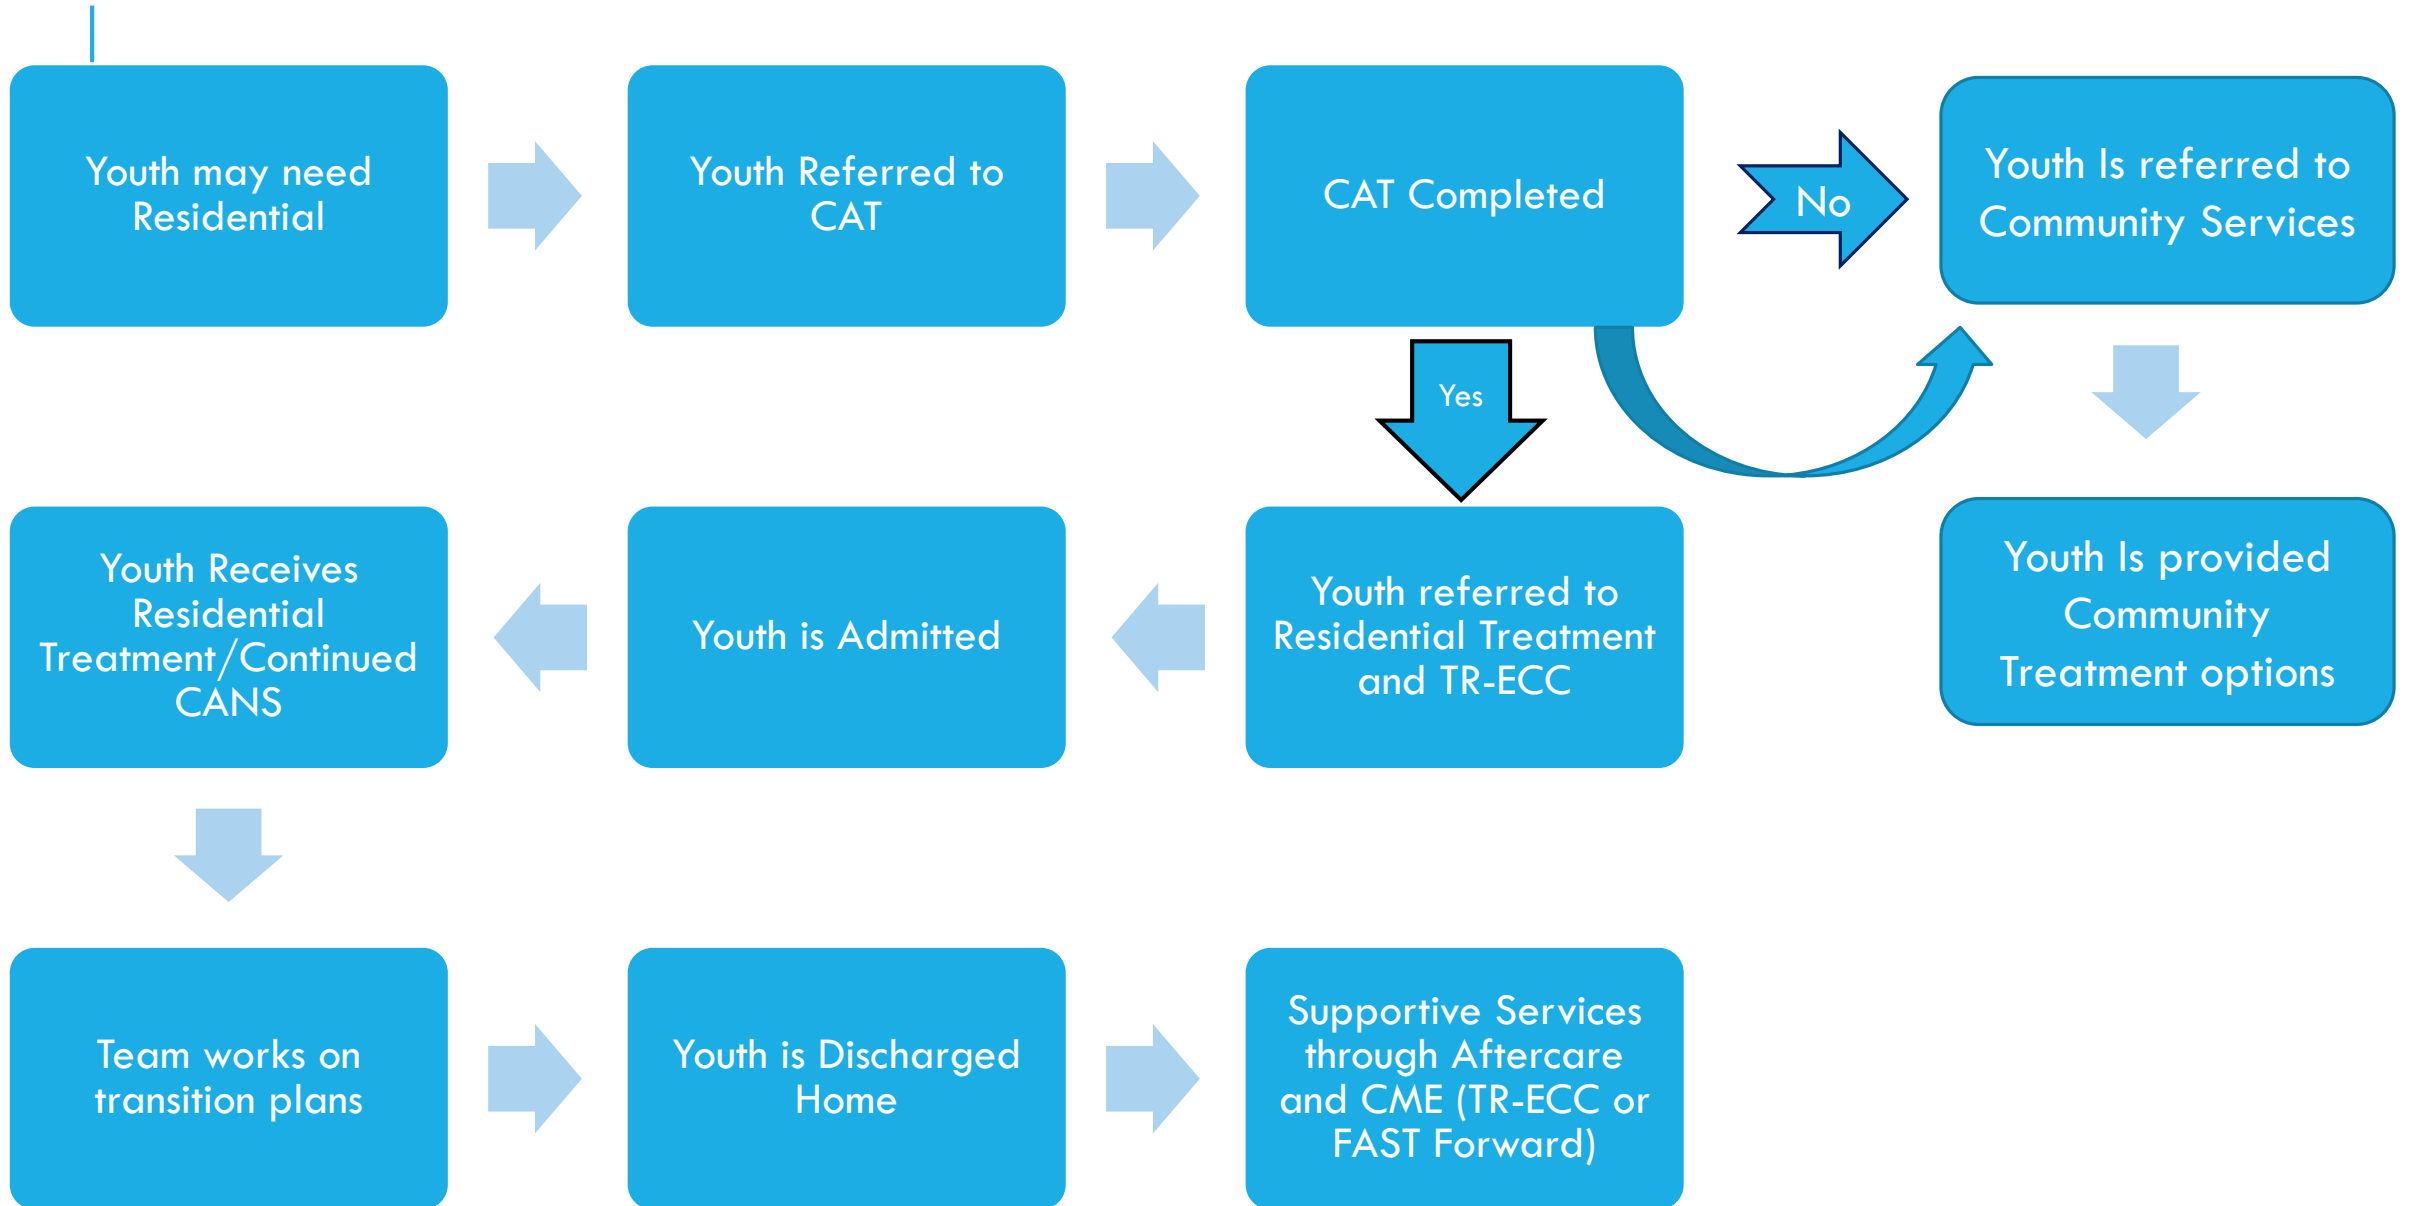 Youth may need
Residential
Youth Referred to
CAT
CAT Completed
No
Youth Is referred to
Community Services
Yes
Youth Receives
Residential
Treatment/Continued
CANS
Youth is Admitted
Youth referred to
Residential Treatment
and TR-ECC
Youth Is provided
Community
Treatment options
Team works on
transition plans
Youth is Discharged
Home
Supportive Services
through Aftercare
and CME (TR-ECC or
FAST Forward)